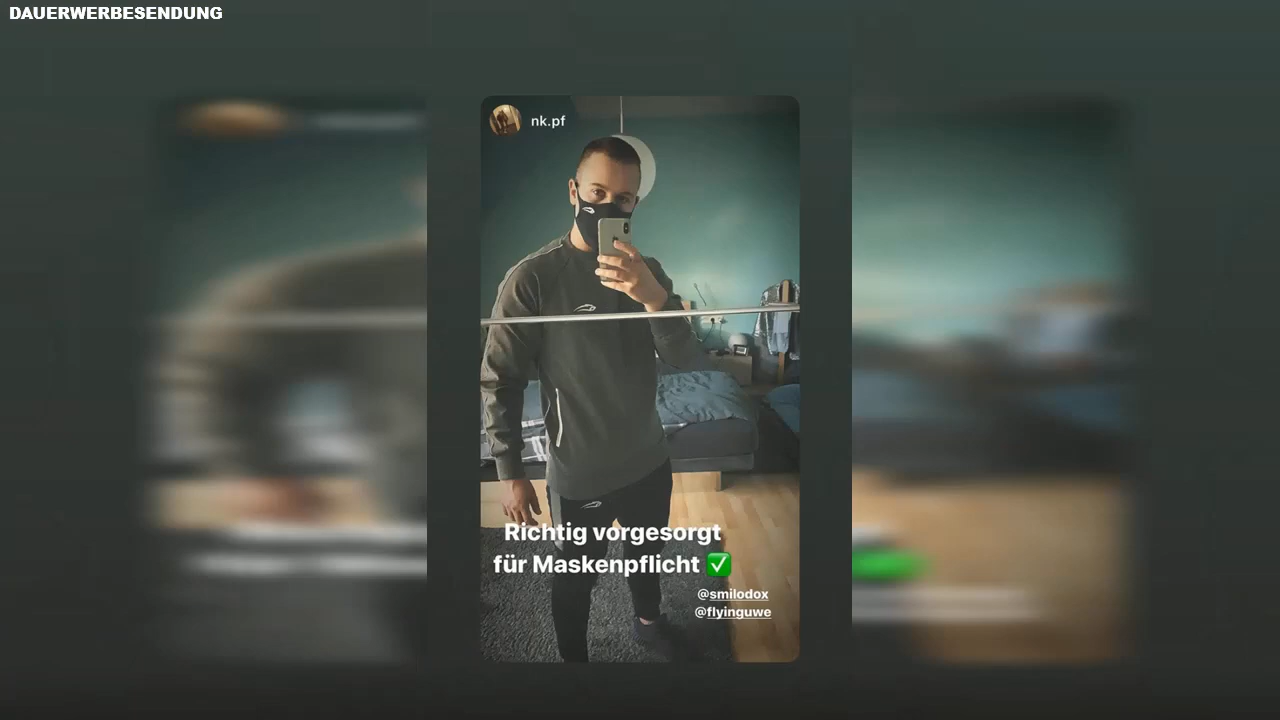 DAUERWERBESENDUNG
nk.pf
Richtig vorgesorgt
für Maskenpflicht ✅
@smilodox
@flyinguwe